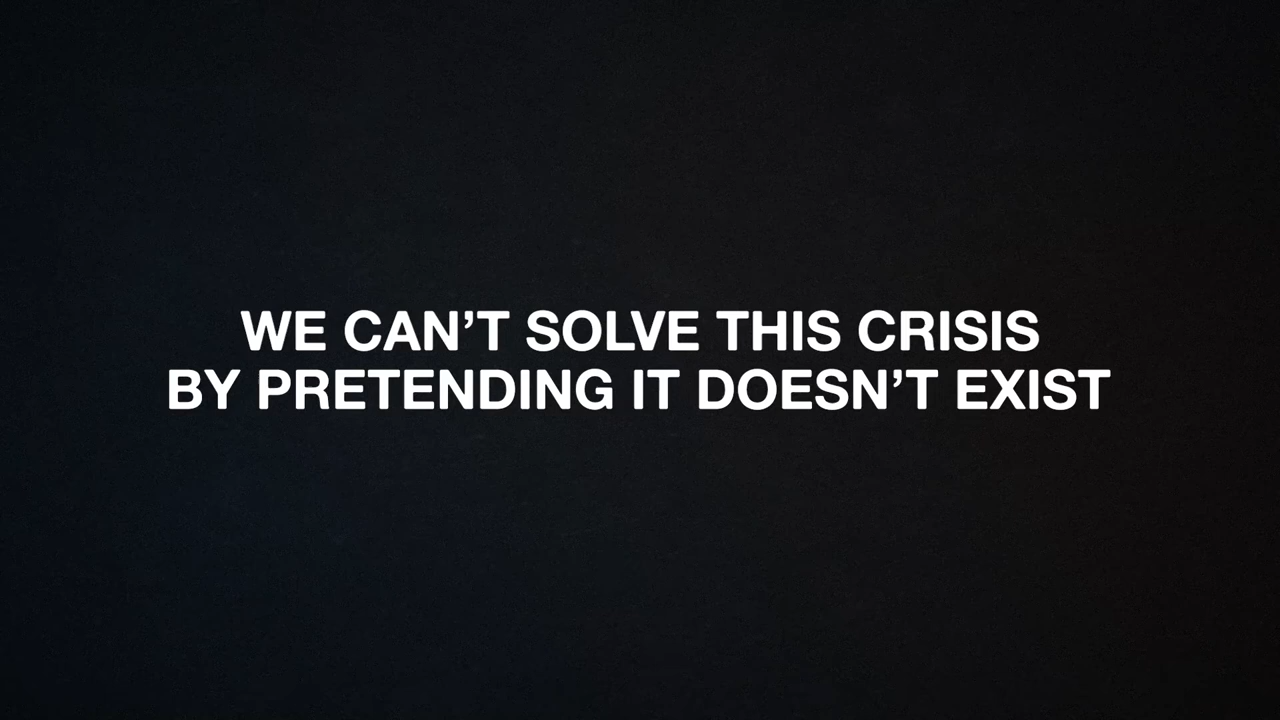 WE CAN’T SOLVE THIS CRISIS
BY PRETENDING IT DOESN’T EXIST